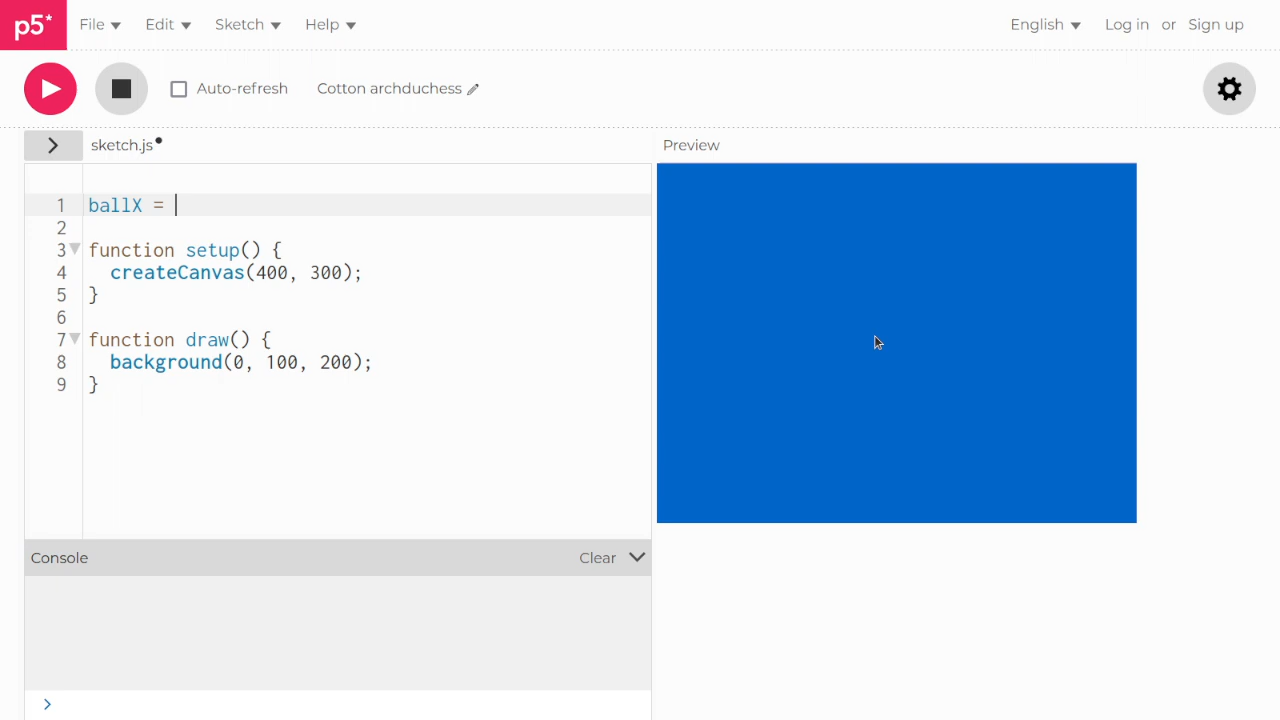 p5* File Edit Sketch Help English Log in or Sign up
Auto-refresh Cotton archduchess
sketch.js Preview
1 ballX =
2
3 function setup() {
4 createCanvas(400, 300);
5 }
6
7 function draw() {
8 background(0, 100, 200);
9 }
Console Clear